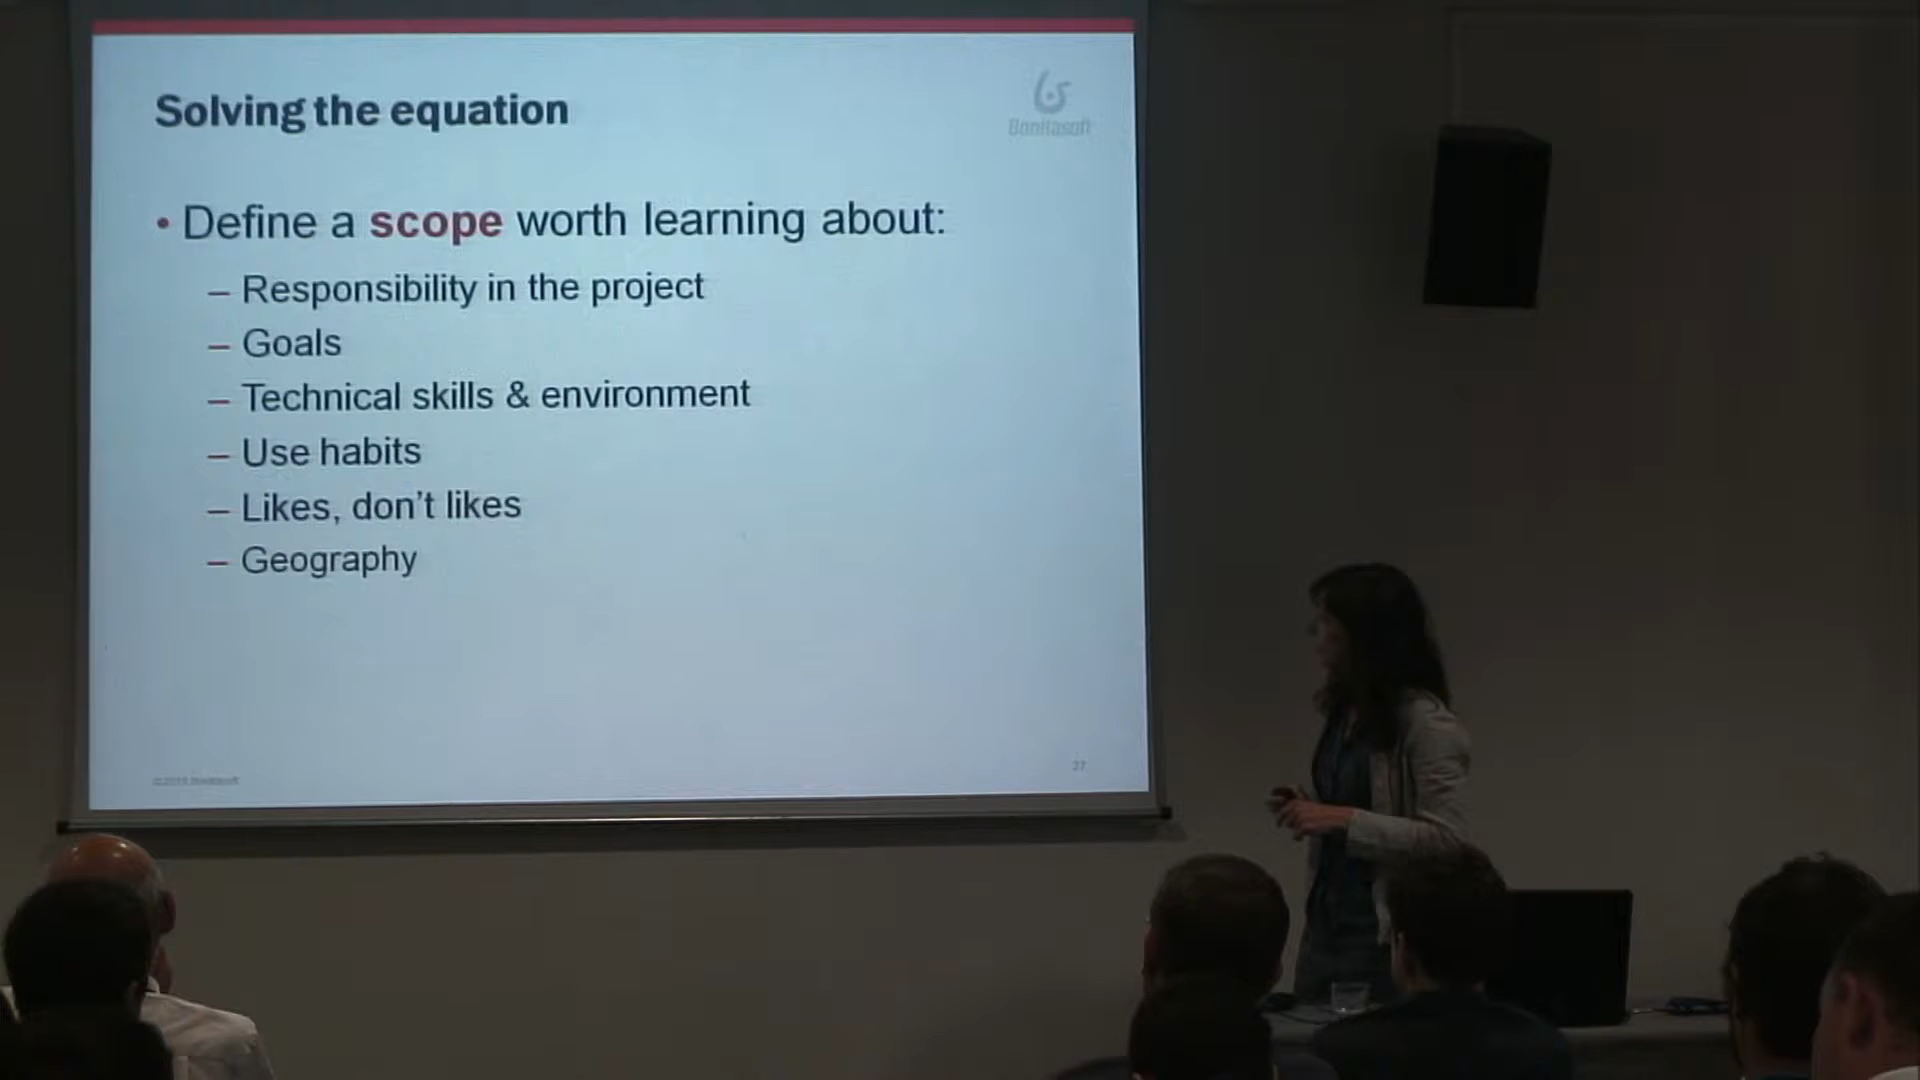 Solving the equation
Bonitasoft
• Define a scope worth learning about:
– Responsibility in the project
– Goals
– Technical skills & environment
– Use habits
– Likes, don't likes
– Geography
27